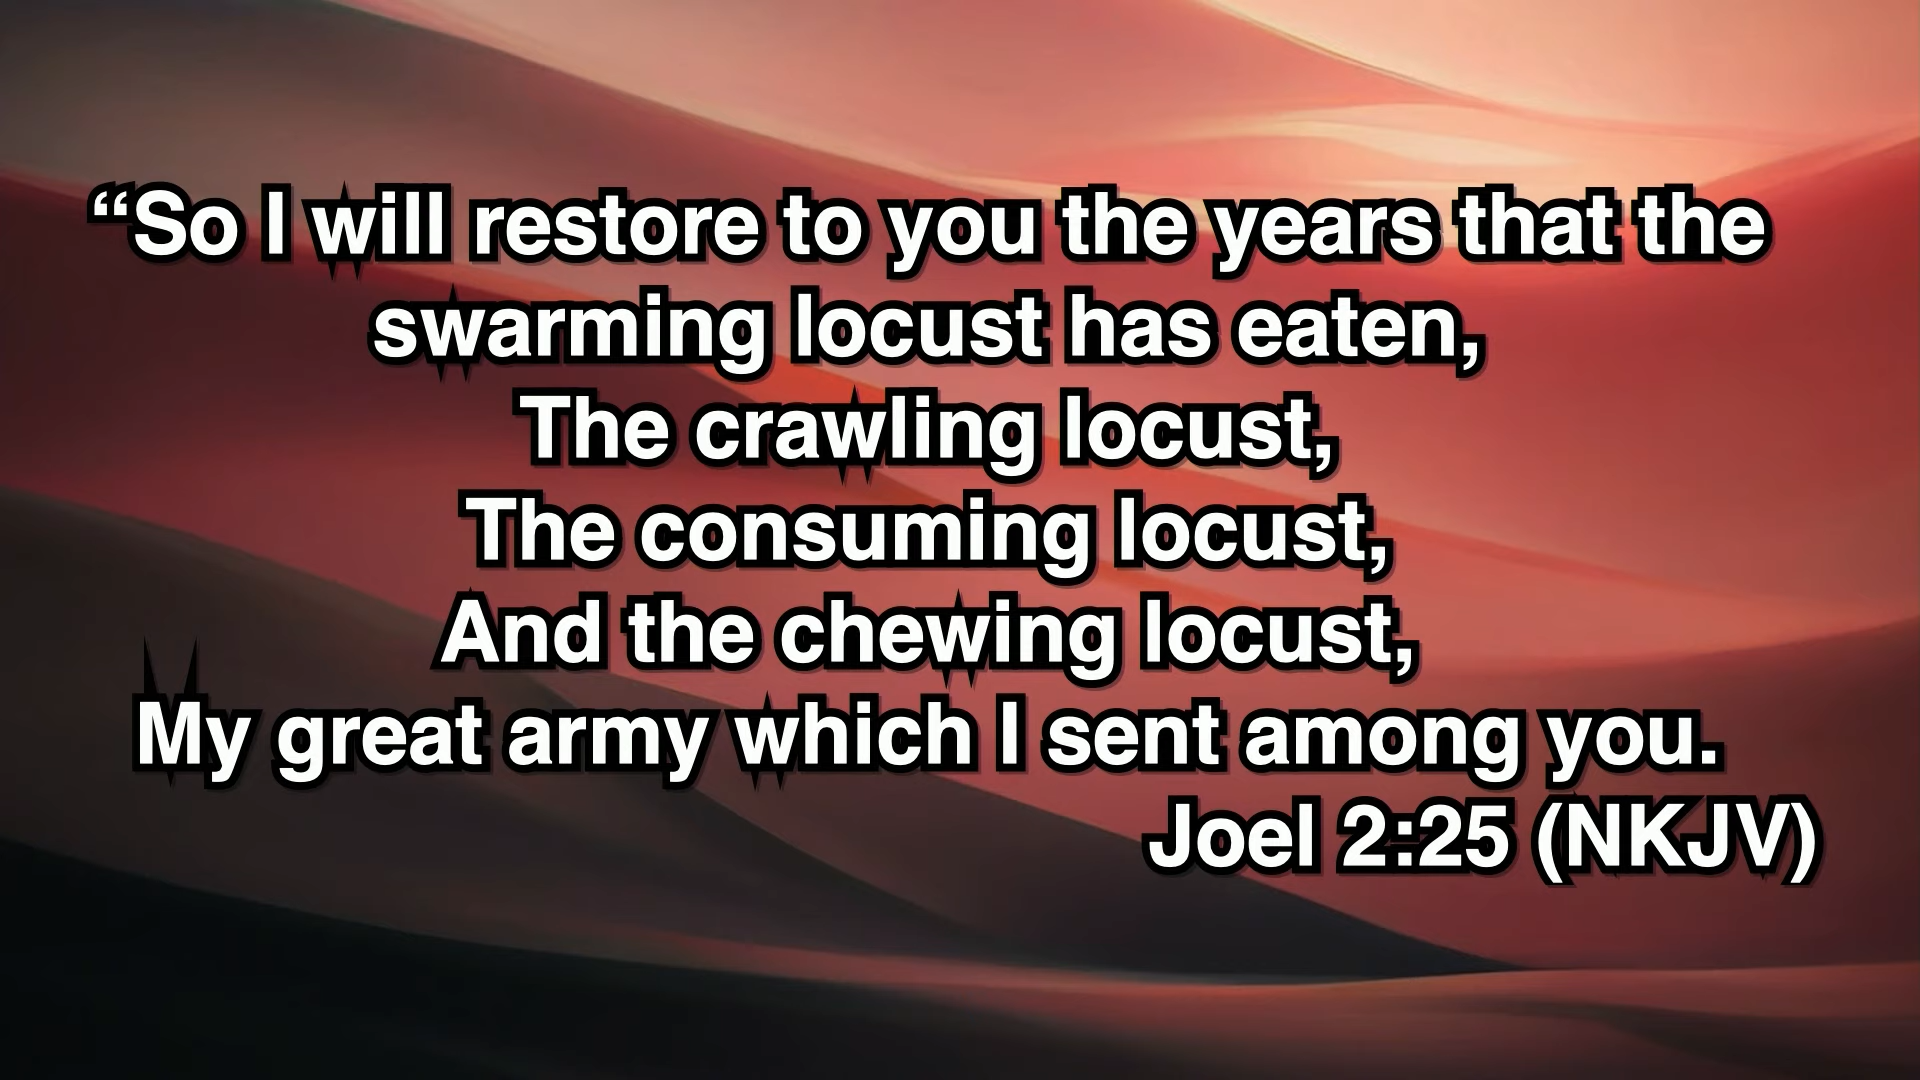 “So I will restore to you the years that the
swarming locust has eaten,
The crawling locust,
The consuming locust,
And the chewing locust,
My great army which I sent among you.
Joel 2:25 (NKJV)